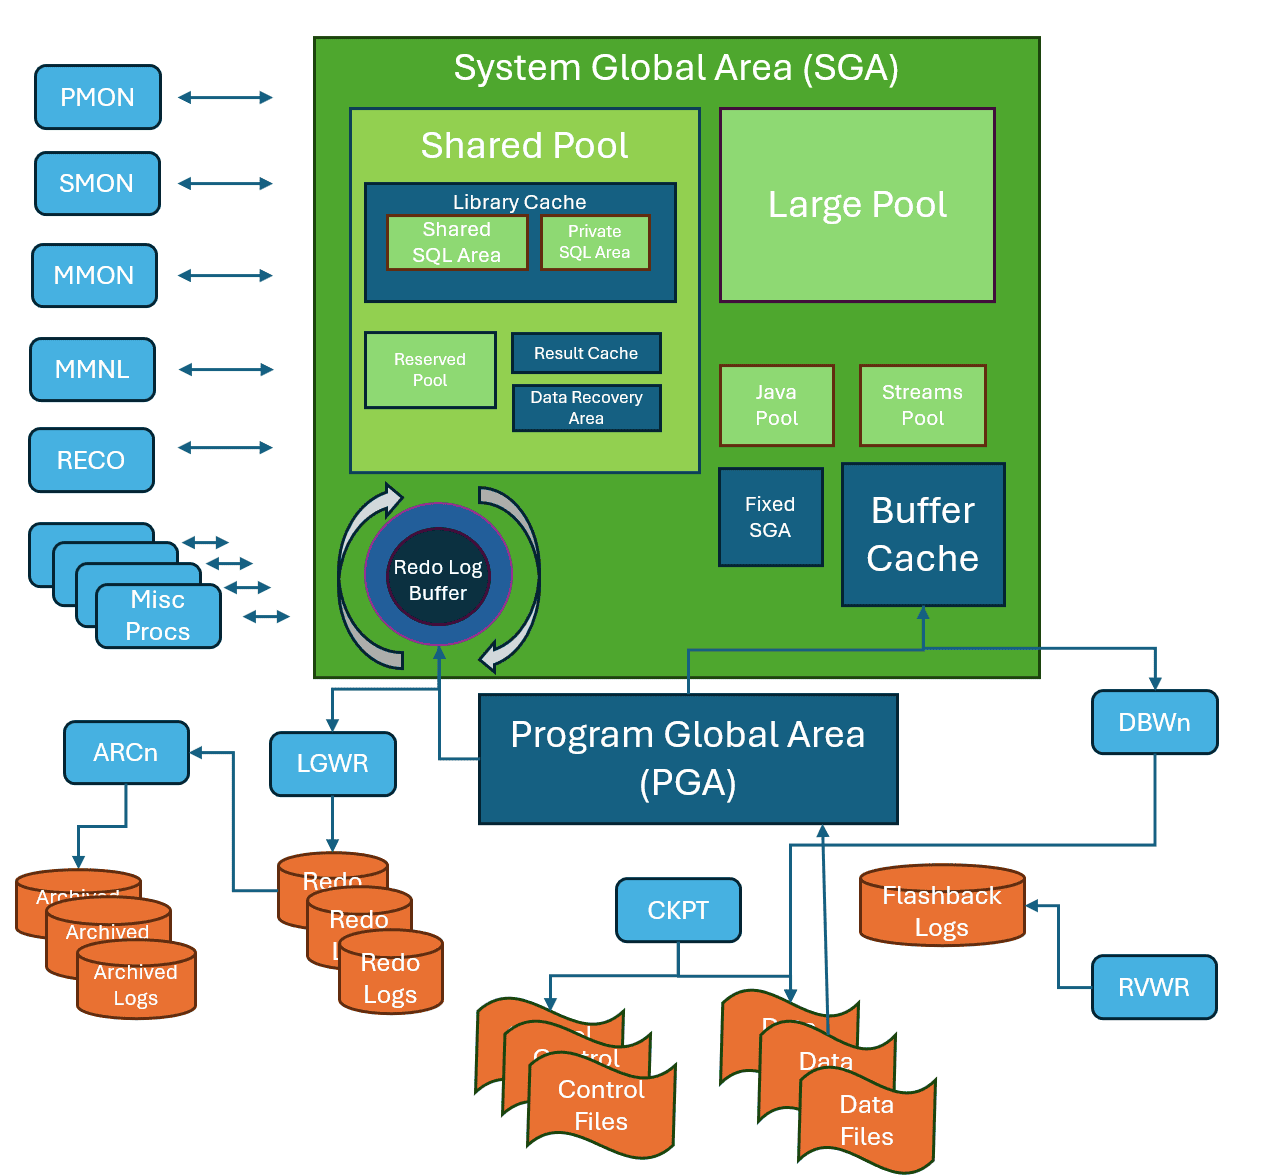 System Global Area (SGA)
PMON
SMON
MMON
MMNL
RECO
Misc
Procs
Shared Pool
Library Cache
Shared
SQL Area
Private
SQL Area
Reserved
Pool
Result Cache
Data Recovery
Area
Large Pool
Java
Pool
Streams
Pool
Fixed
SGA
Buffer
Cache
Redo Log
Buffer
Program Global Area
(PGA)
DBWn
ARCn
LGWR
Archived
Archived
Archived
Logs
Redo
Redo
Redo
Logs
CKPT
Flashback
Logs
RVWR
Control
Control
Files
Data
Data
Files